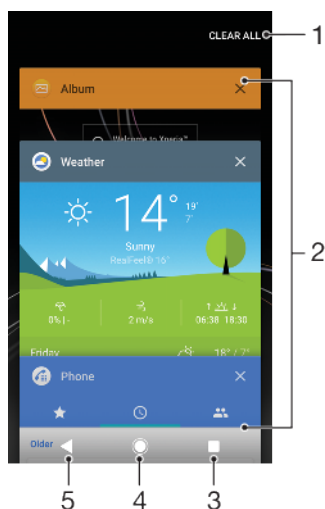 CLEAR ALL
1
Album
Welcome to Xperia™
2
Weather
14° 19°
7°
Sunny
RealFeel® 16°
0% | -
2 m/s
06:38 18:30
Friday
18° / 7°
Phone
Older
5
4
3